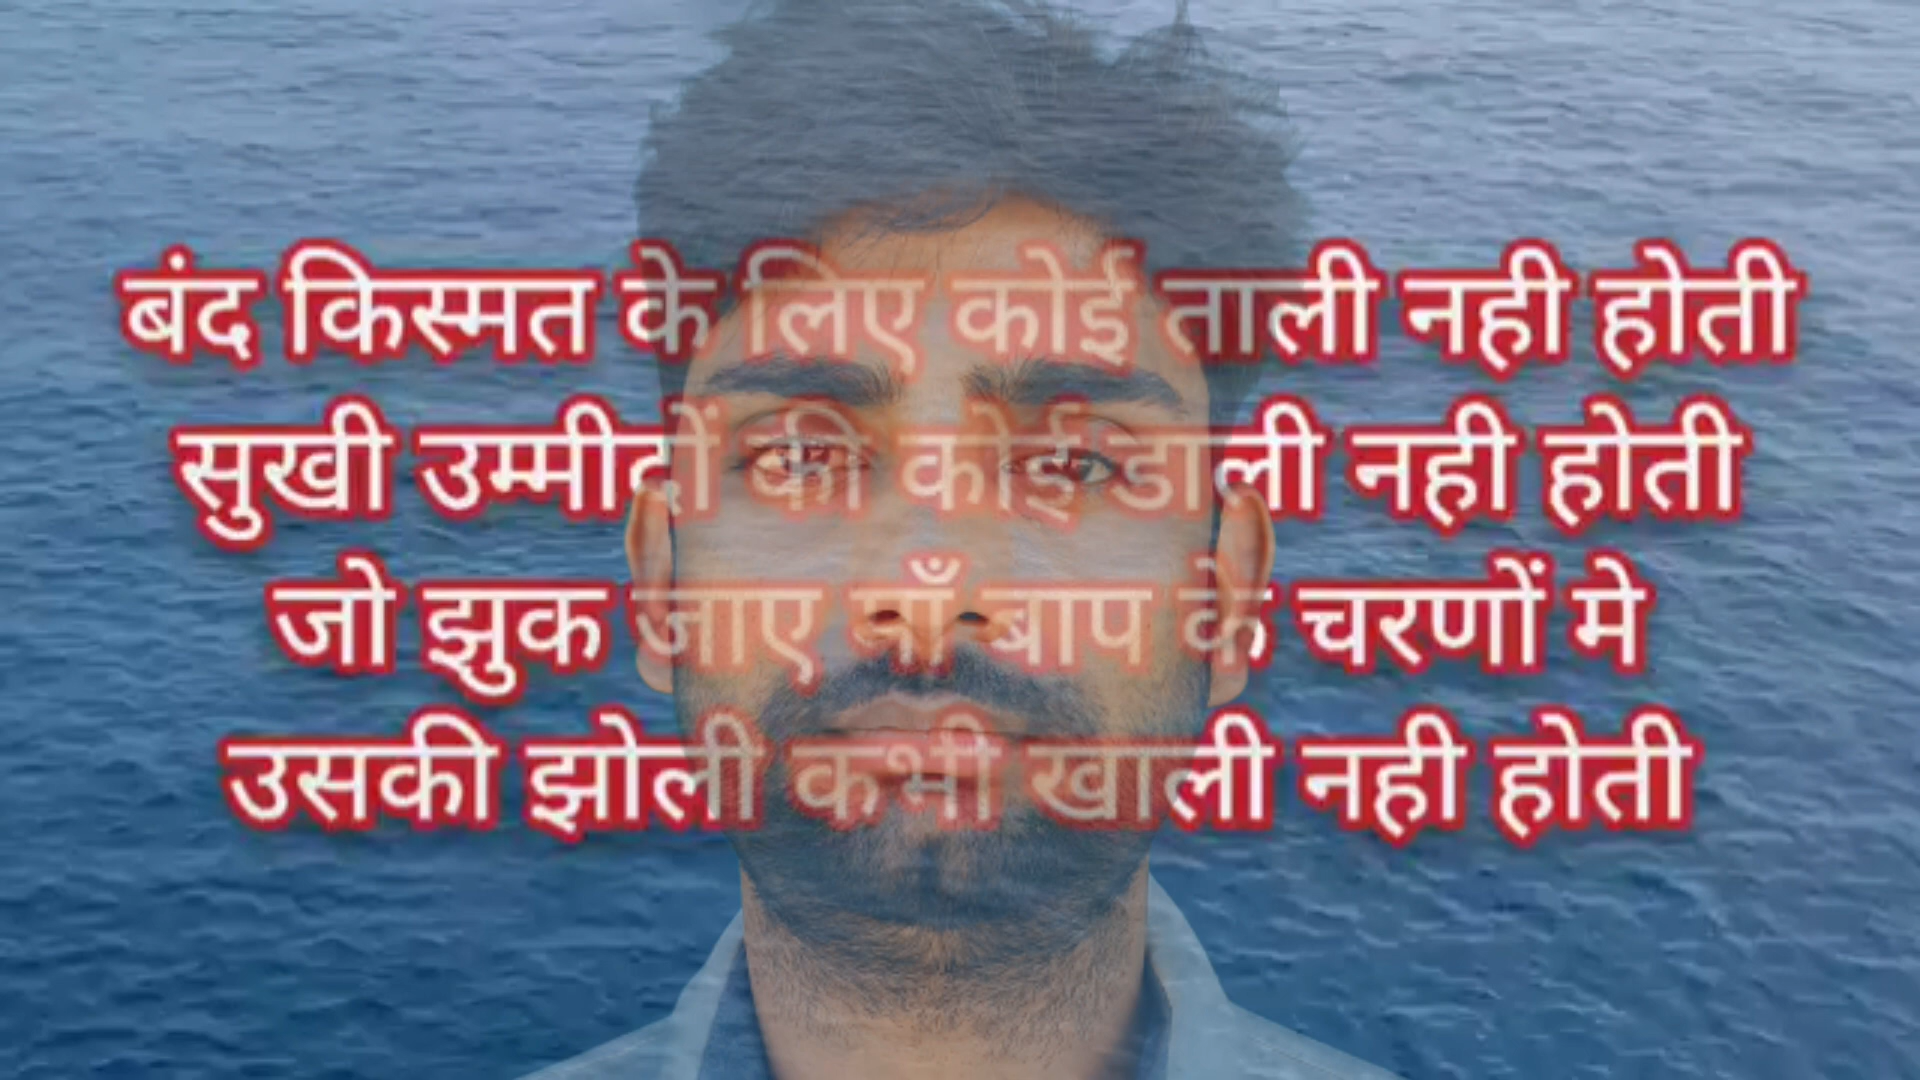 बंद किस्मत के लिए कोई ताली नही होती
सुखी उम्मीदों की कोई डाली नही होती
जो झुक जाए माँ बाप के चरणों मे
उसकी झोली कभी खाली नही होती